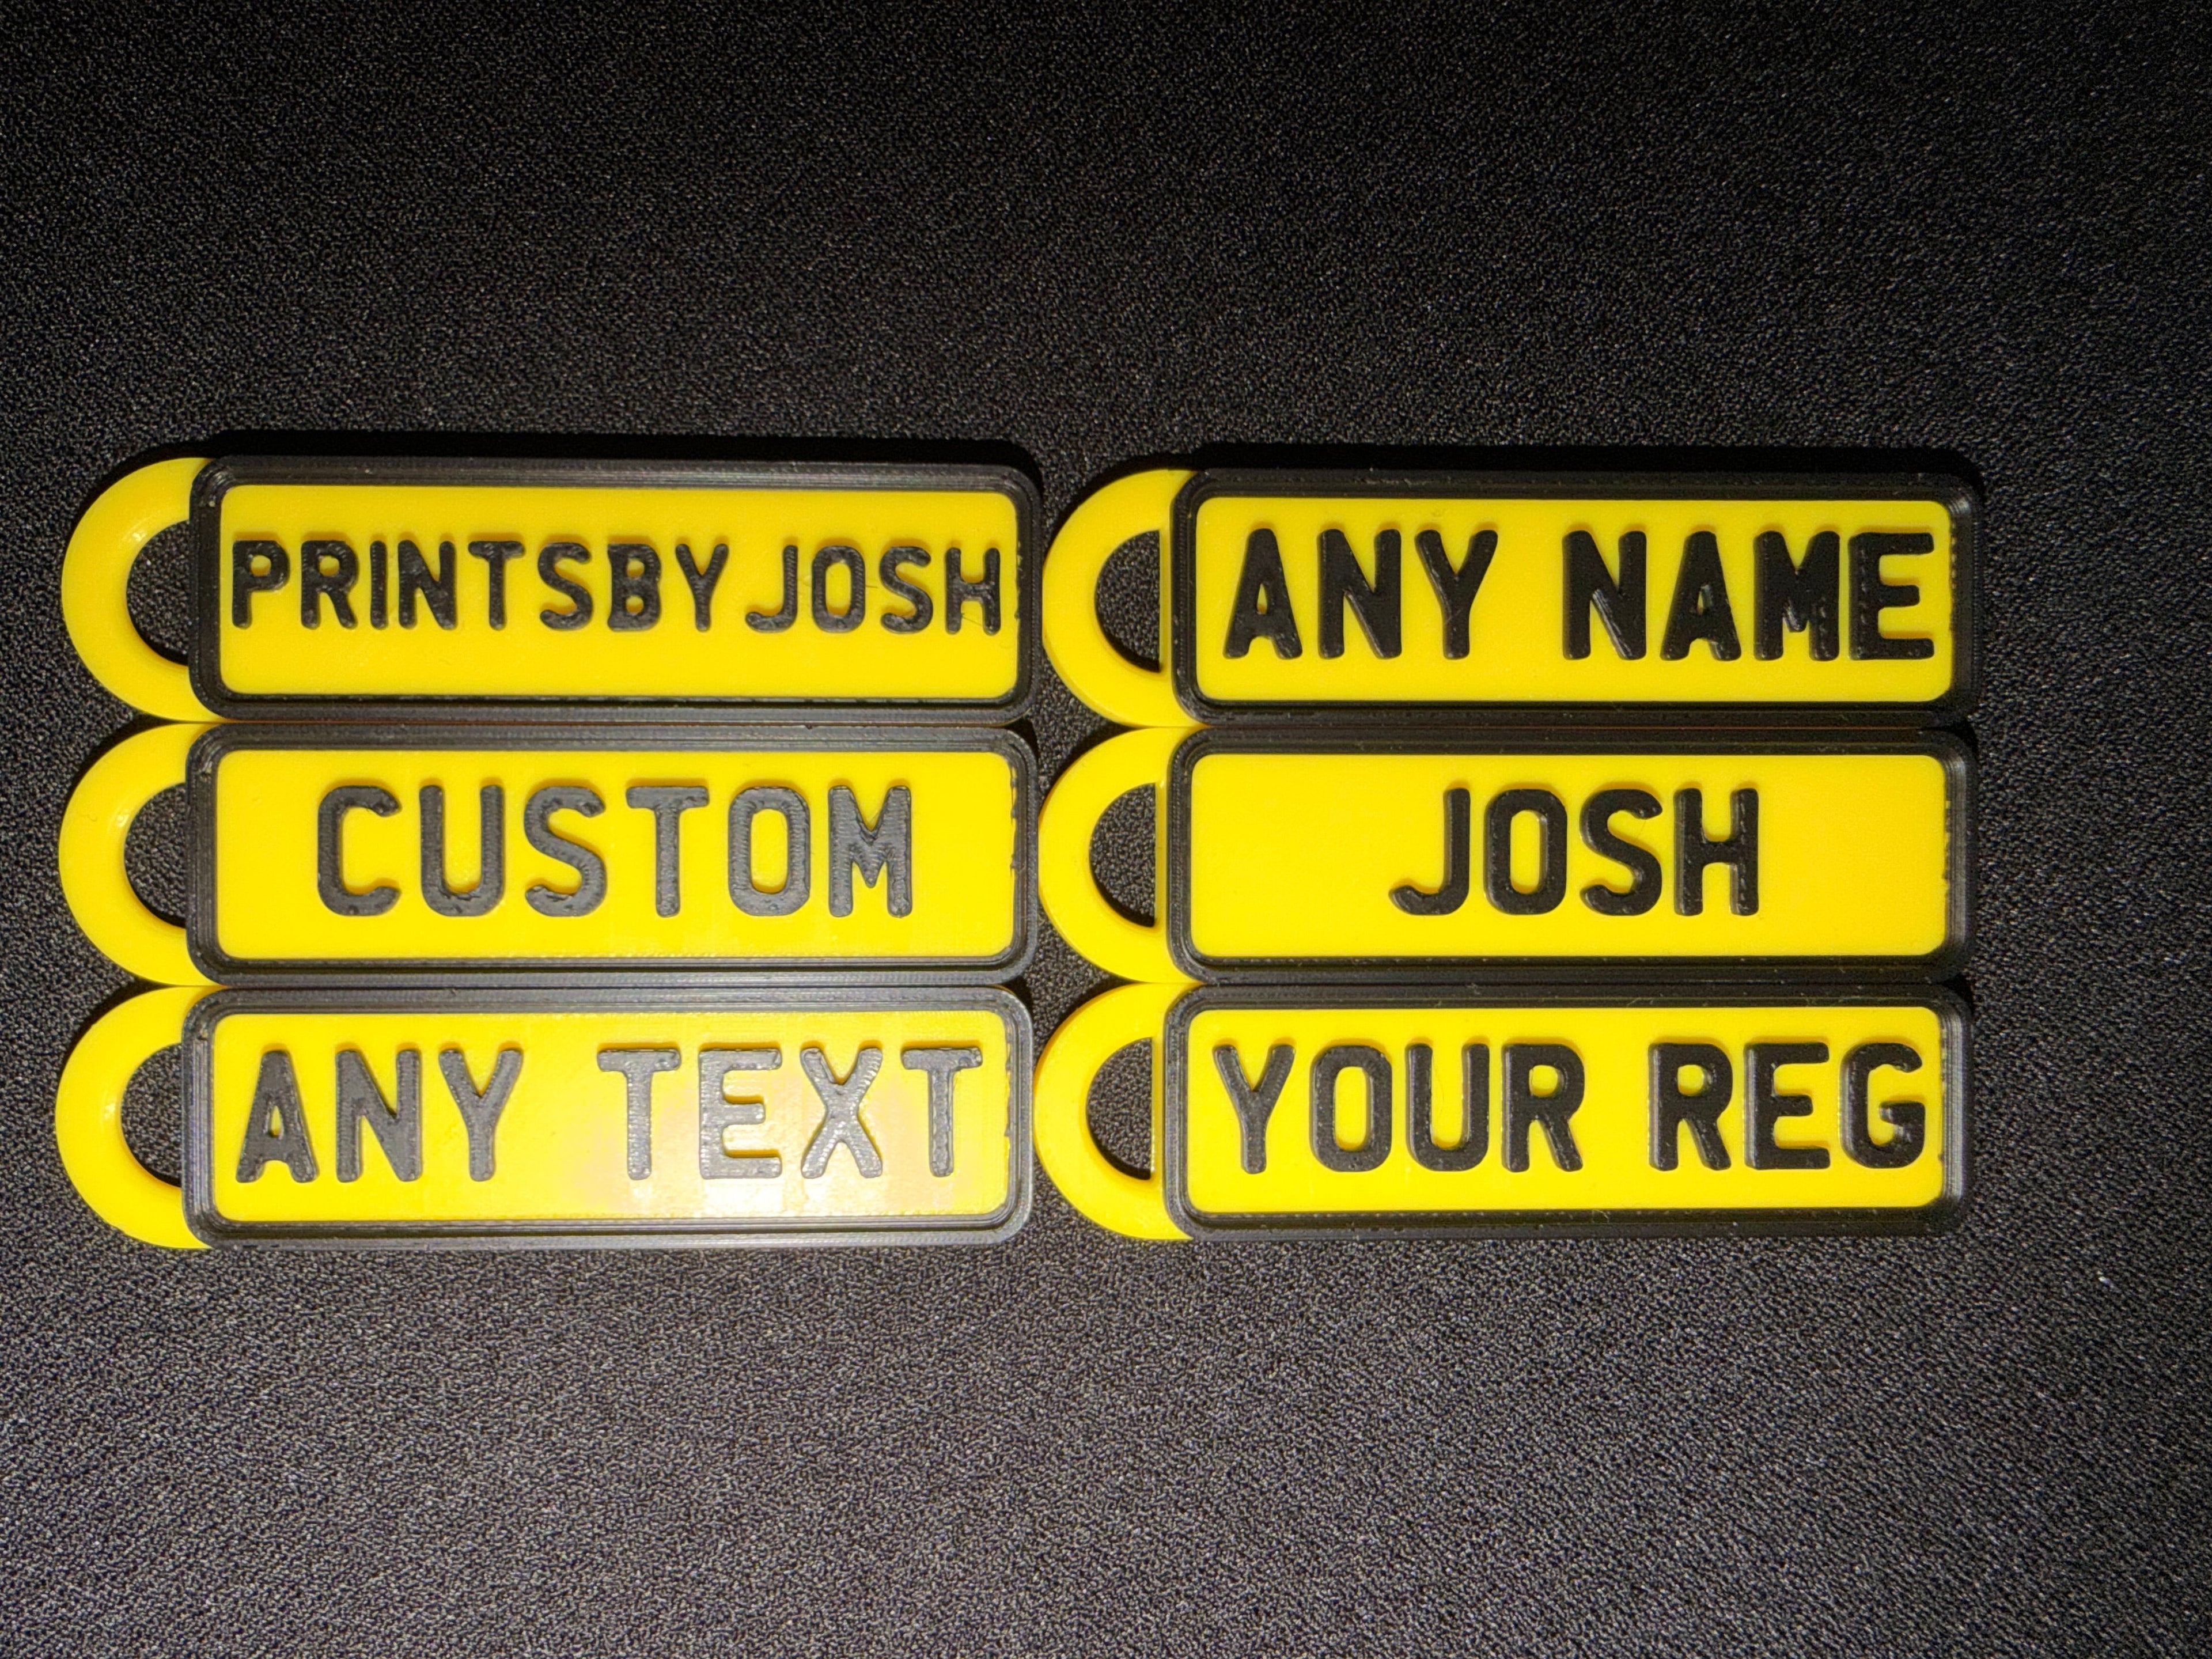 PRINTSBYJOSH
ANY NAME
CUSTOM
JOSH
ANY TEXT
YOUR REG